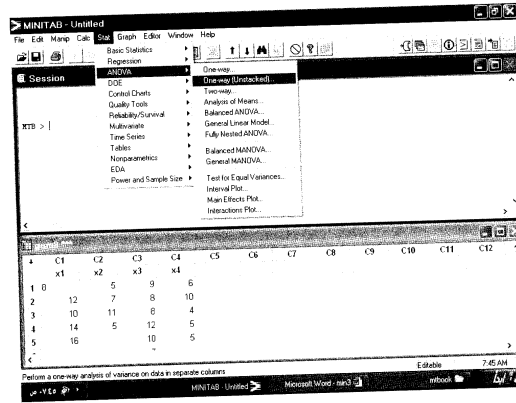 MINITAB - Untitled
File Edit Manip Calc Stat Graph Editor Window Help
Basic Statistics
Regression
ANOVA
DOE
Control Charts
Quality Tools
Reliability/Survival
Multivariate
Time Series
Tables
Nonparametrics
EDA
Power and Sample Size
One-way...
One-way (Unstacked)...
Two-way...
Analysis of Means...
Balanced ANOVA...
General Linear Model...
Fully Nested ANOVA...
Balanced MANOVA...
General MANOVA...
Test for Equal Variances...
Interval Plot...
Main Effects Plot...
Interactions Plot...
Session
MTB >
C1 C2 C3 C4 C5 C6 C7 C8 C9 C10 C11 C12
x1 x2 x3 x4
1 8 5 9 6
2 12 7 8 10
3 10 11 8 4
4 14 5 12 5
5 16 10 5
Perform a one-way analysis of variance on data in separate columns
Editable 7:45 AM
MINITAB - Untitled Microsoft Word - min3 mtbook